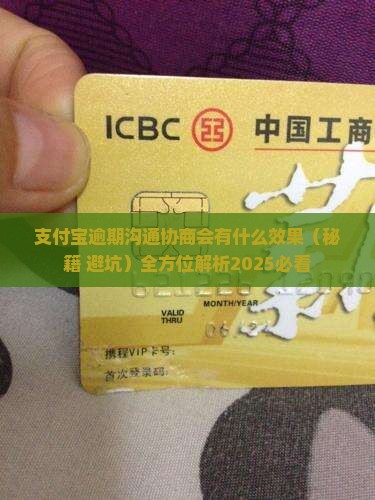 ICBC 中国工商
支付宝逾期沟通协商会有什么效果（秘
籍 避坑）全方位解析2025必看
MONTH/YEAR
VALID
THRU
携程VIP卡号:
首次登录码: